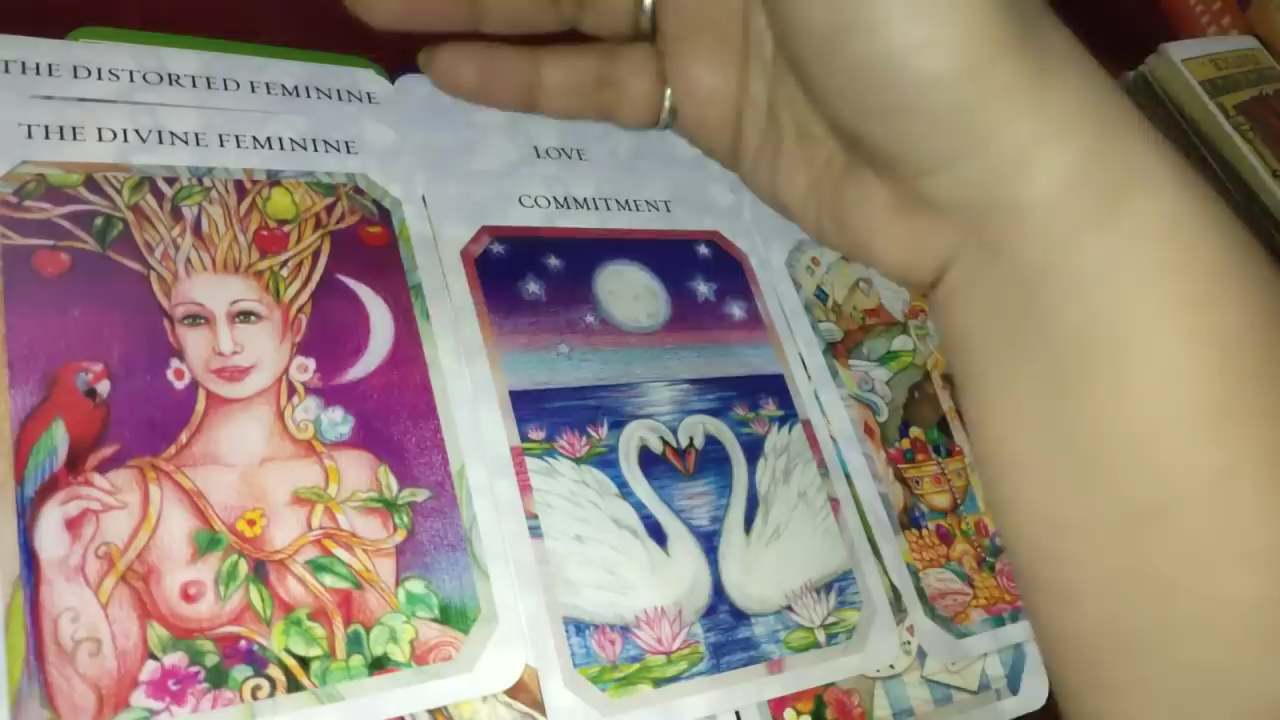 THE DISTORTED FEMININE
THE DIVINE FEMININE
LOVE
COMMITMENT